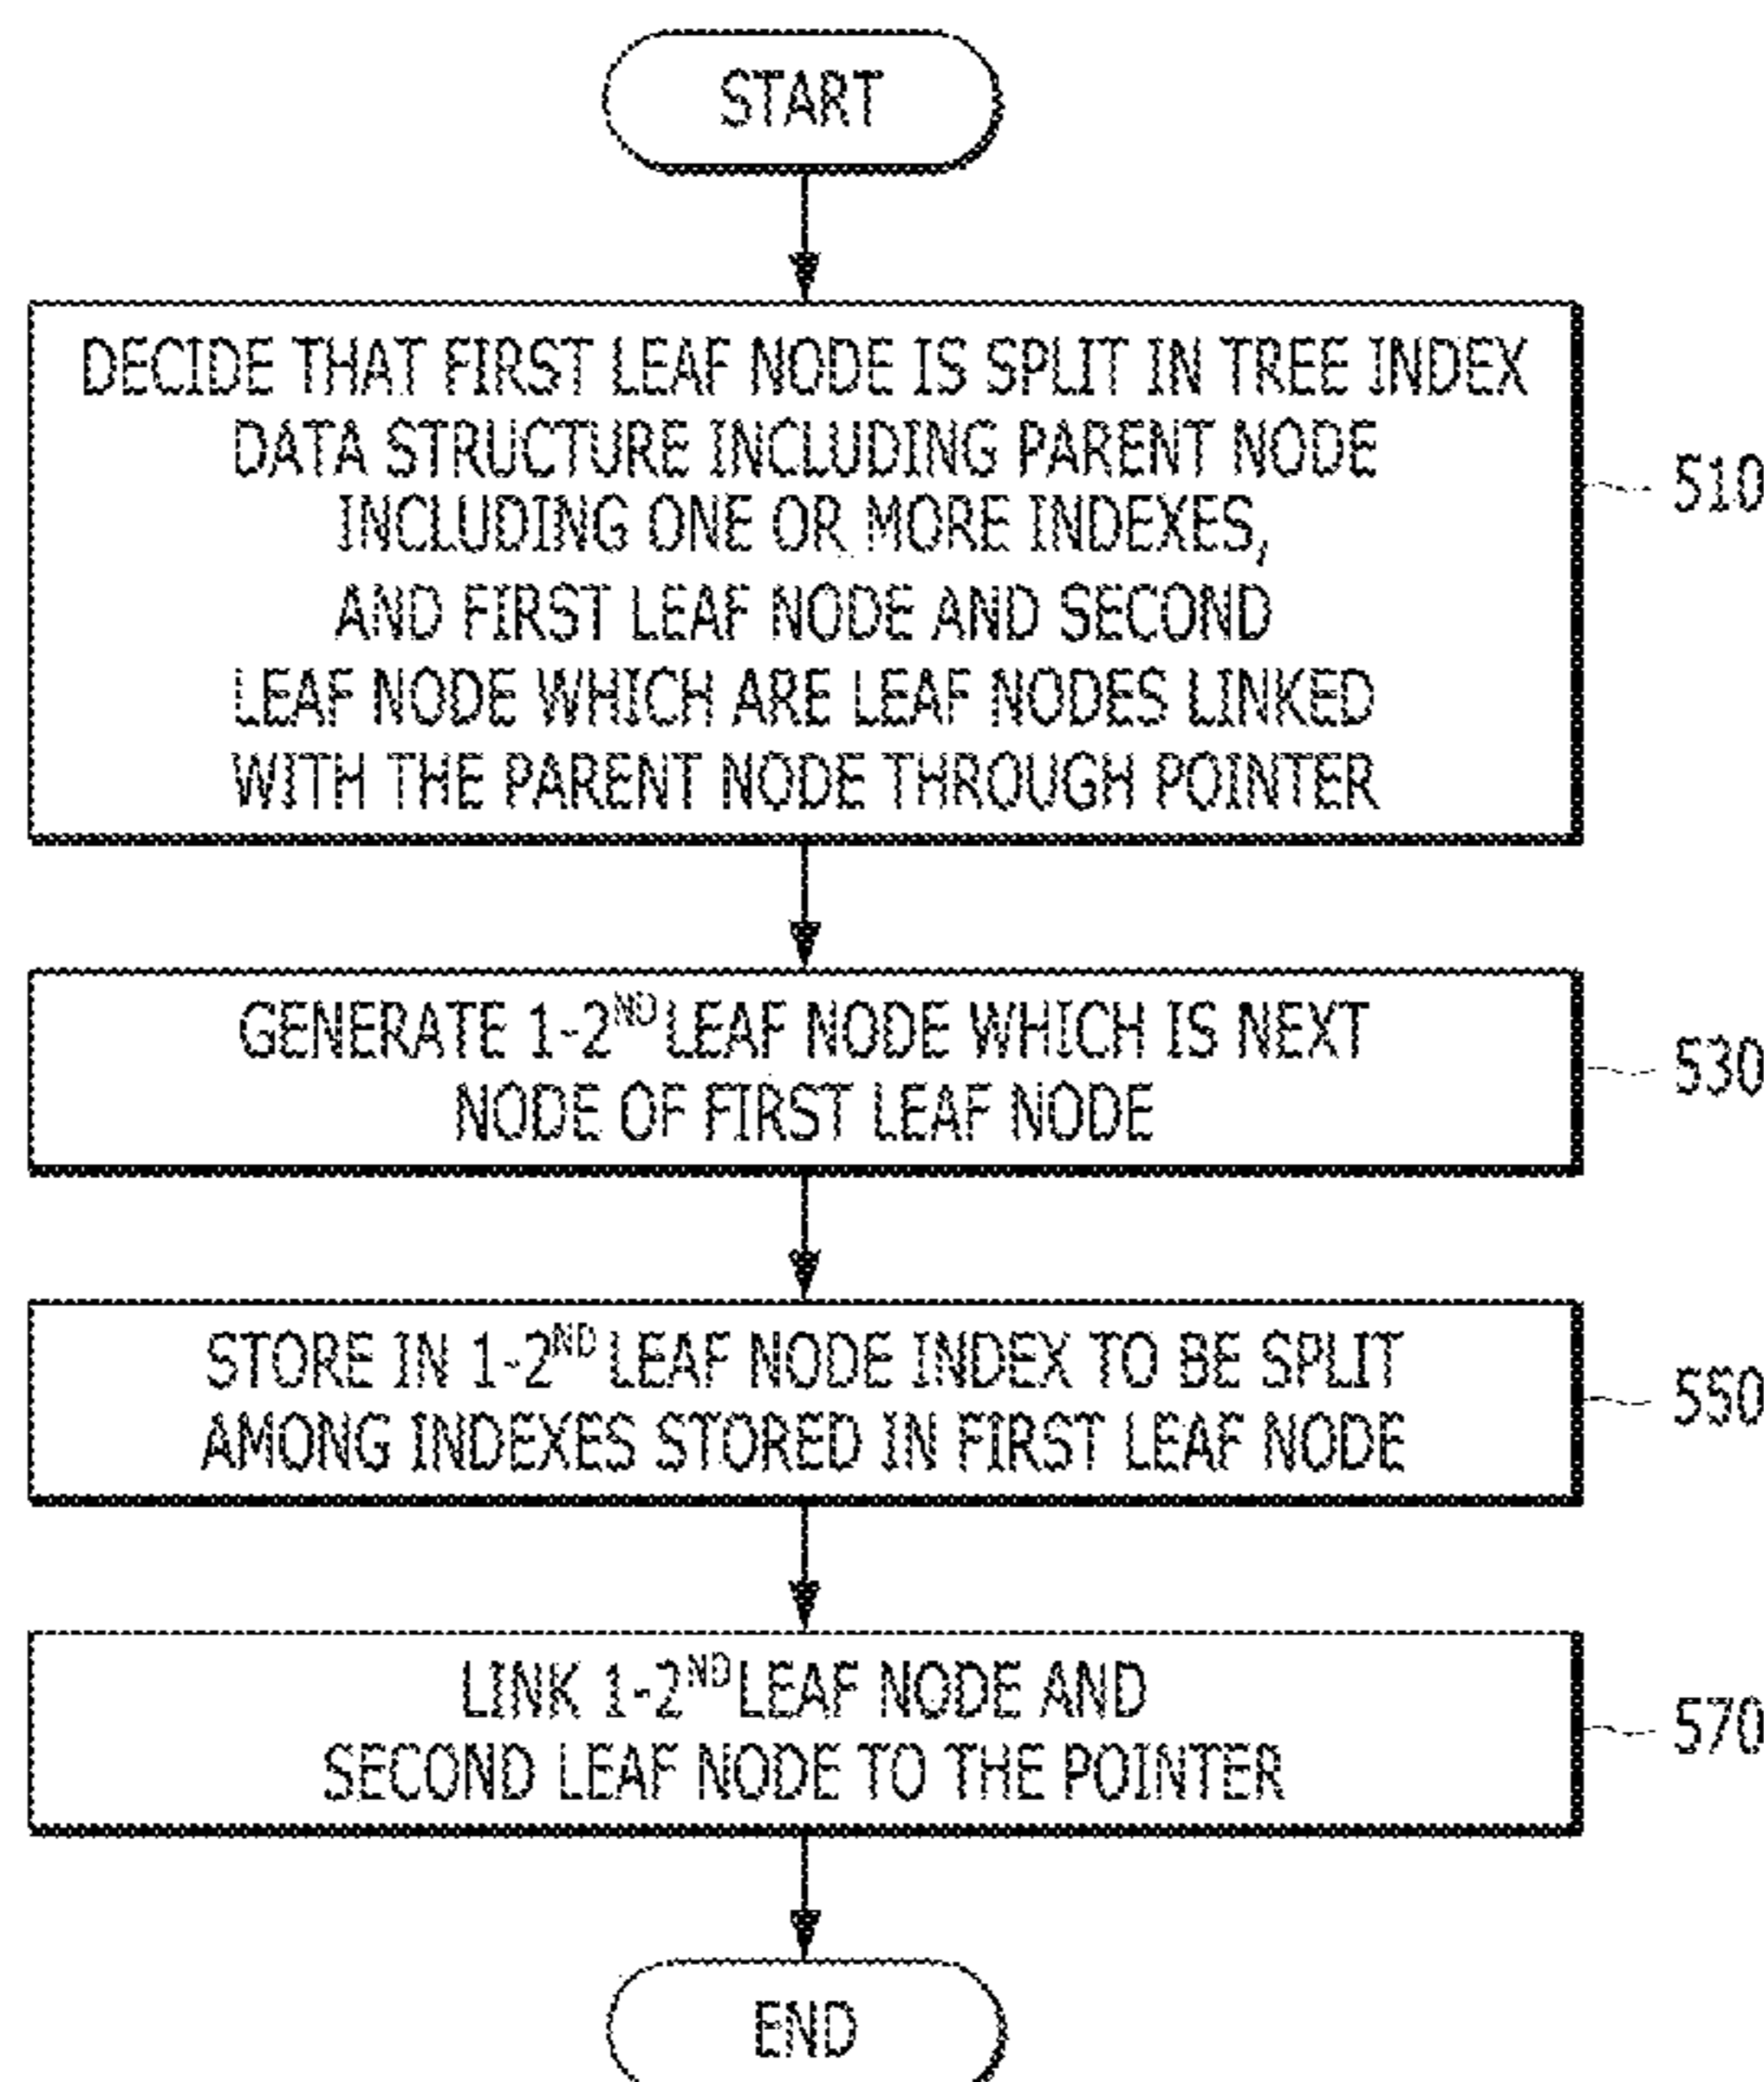 START
DECIDE THAT FIRST LEAF NODE IS SPLIT IN TREE INDEX
DATA STRUCTURE INCLUDING PARENT NODE
INCLUDING ONE OR MORE INDEXES,
AND FIRST LEAF NODE AND SECOND
LEAF NODE WHICH ARE LEAF NODES LINKED
WITH THE PARENT NODE THROUGH POINTER
510
GENERATE 1-2ND LEAF NODE WHICH IS NEXT
NODE OF FIRST LEAF NODE
530
STORE IN 1-2ND LEAF NODE INDEX TO BE SPLIT
AMONG INDEXES STORED IN FIRST LEAF NODE
550
LINK 1-2ND LEAF NODE AND
SECOND LEAF NODE TO THE POINTER
570
END